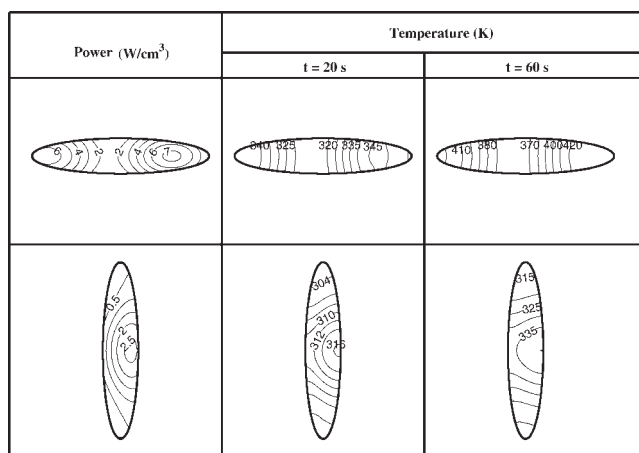 Power (W/cm³)
Temperature (K)
t = 20 s
t = 60 s
6 4 2 2 4 6 7
340 325 320 335 345
410 380 370 400 420
0.5
2
2.5
304
310
312
316
315
325
335